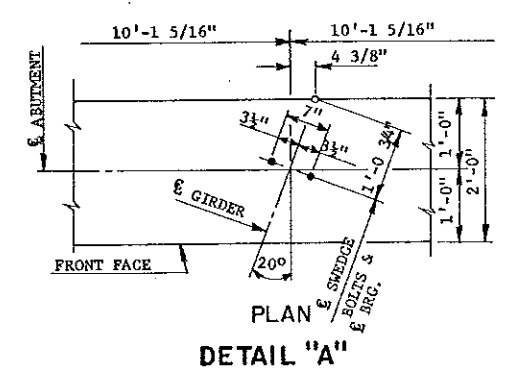 10'-1 5/16"
10'-1 5/16"
4 3/8"
℄ ABUTMENT
7"
3½"
3½"
1'-0 3/4"
1'-0"
2'-0"
1'-0"
℄ GIRDER
FRONT FACE
20º
℄ SWEDGE
BOLTS &
℄ BRG.
PLAN
DETAIL "A"